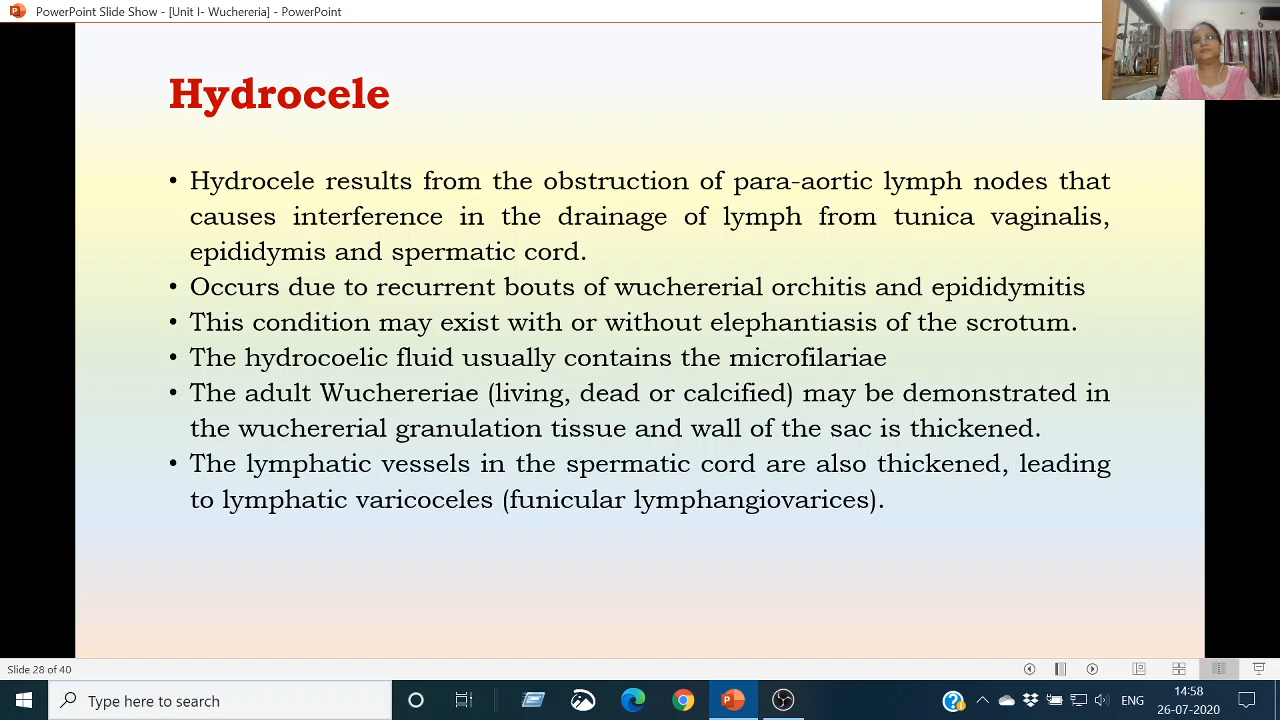 PowerPoint Slide Show - [Unit I- Wuchereria] - PowerPoint
Hydrocele
• Hydrocele results from the obstruction of para-aortic lymph nodes that
causes interference in the drainage of lymph from tunica vaginalis,
epididymis and spermatic cord.
• Occurs due to recurrent bouts of wuchererial orchitis and epididymitis
• This condition may exist with or without elephantiasis of the scrotum.
• The hydrocoelic fluid usually contains the microfilariae
• The adult Wuchereriae (living, dead or calcified) may be demonstrated in
the wuchererial granulation tissue and wall of the sac is thickened.
• The lymphatic vessels in the spermatic cord are also thickened, leading
to lymphatic varicoceles (funicular lymphangiovarices).
Slide 28 of 40
Type here to search
ENG
14:58
26-07-2020